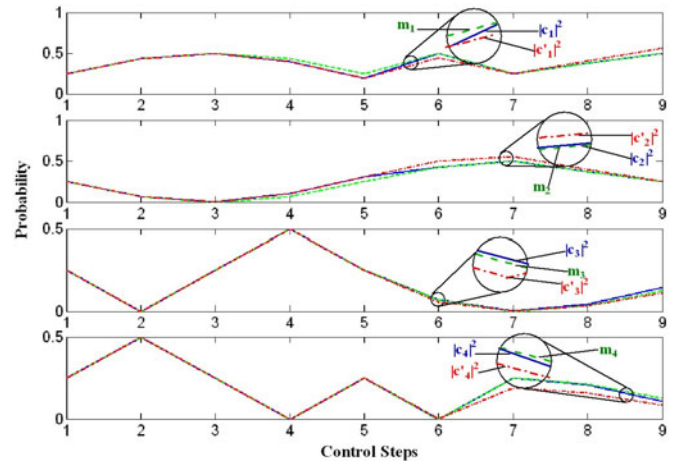 1
0.5
0
m₁
|c₁|²
|c'₁|²
1 2 3 4 5 6 7 8 9
1
0.5
0
|c'₂|²
|c₂|²
m₂
1 2 3 4 5 6 7 8 9
Probability
0.5
0
|c₃|²
m₃
|c'₃|²
1 2 3 4 5 6 7 8 9
0.5
0
|c₄|²
m₄
|c'₄|²
1 2 3 4 5 6 7 8 9
Control Steps